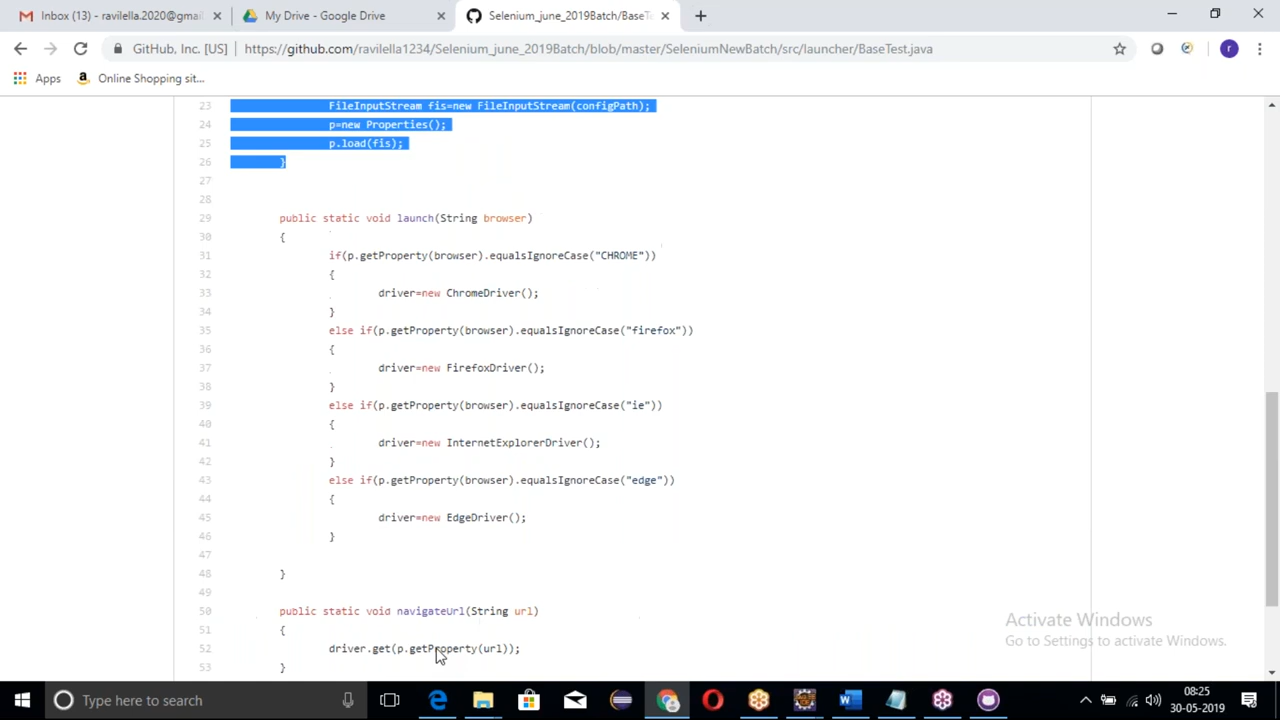 Inbox (13) - ravilella.2020@gmai
My Drive - Google Drive
Selenium_june_2019Batch/BaseTe
GitHub, Inc. [US]
https://github.com/ravilella1234/Selenium_june_2019Batch/blob/master/SeleniumNewBatch/src/launcher/BaseTest.java
r
Apps
Online Shopping sit...
23 FileInputStream fis=new FileInputStream(configPath);
24 p=new Properties();
25 p.load(fis);
26 }
27
28
29 public static void launch(String browser)
30 {
31 if(p.getProperty(browser).equalsIgnoreCase("CHROME"))
32 {
33 driver=new ChromeDriver();
34 }
35 else if(p.getProperty(browser).equalsIgnoreCase("firefox"))
36 {
37 driver=new FirefoxDriver();
38 }
39 else if(p.getProperty(browser).equalsIgnoreCase("ie"))
40 {
41 driver=new InternetExplorerDriver();
42 }
43 else if(p.getProperty(browser).equalsIgnoreCase("edge"))
44 {
45 driver=new EdgeDriver();
46 }
47
48 }
49
50 public static void navigateUrl(String url)
51 {
52 driver.get(p.getProperty(url));
53 }
Activate Windows
Go to Settings to activate Windows.
Type here to search
08:25
30-05-2019